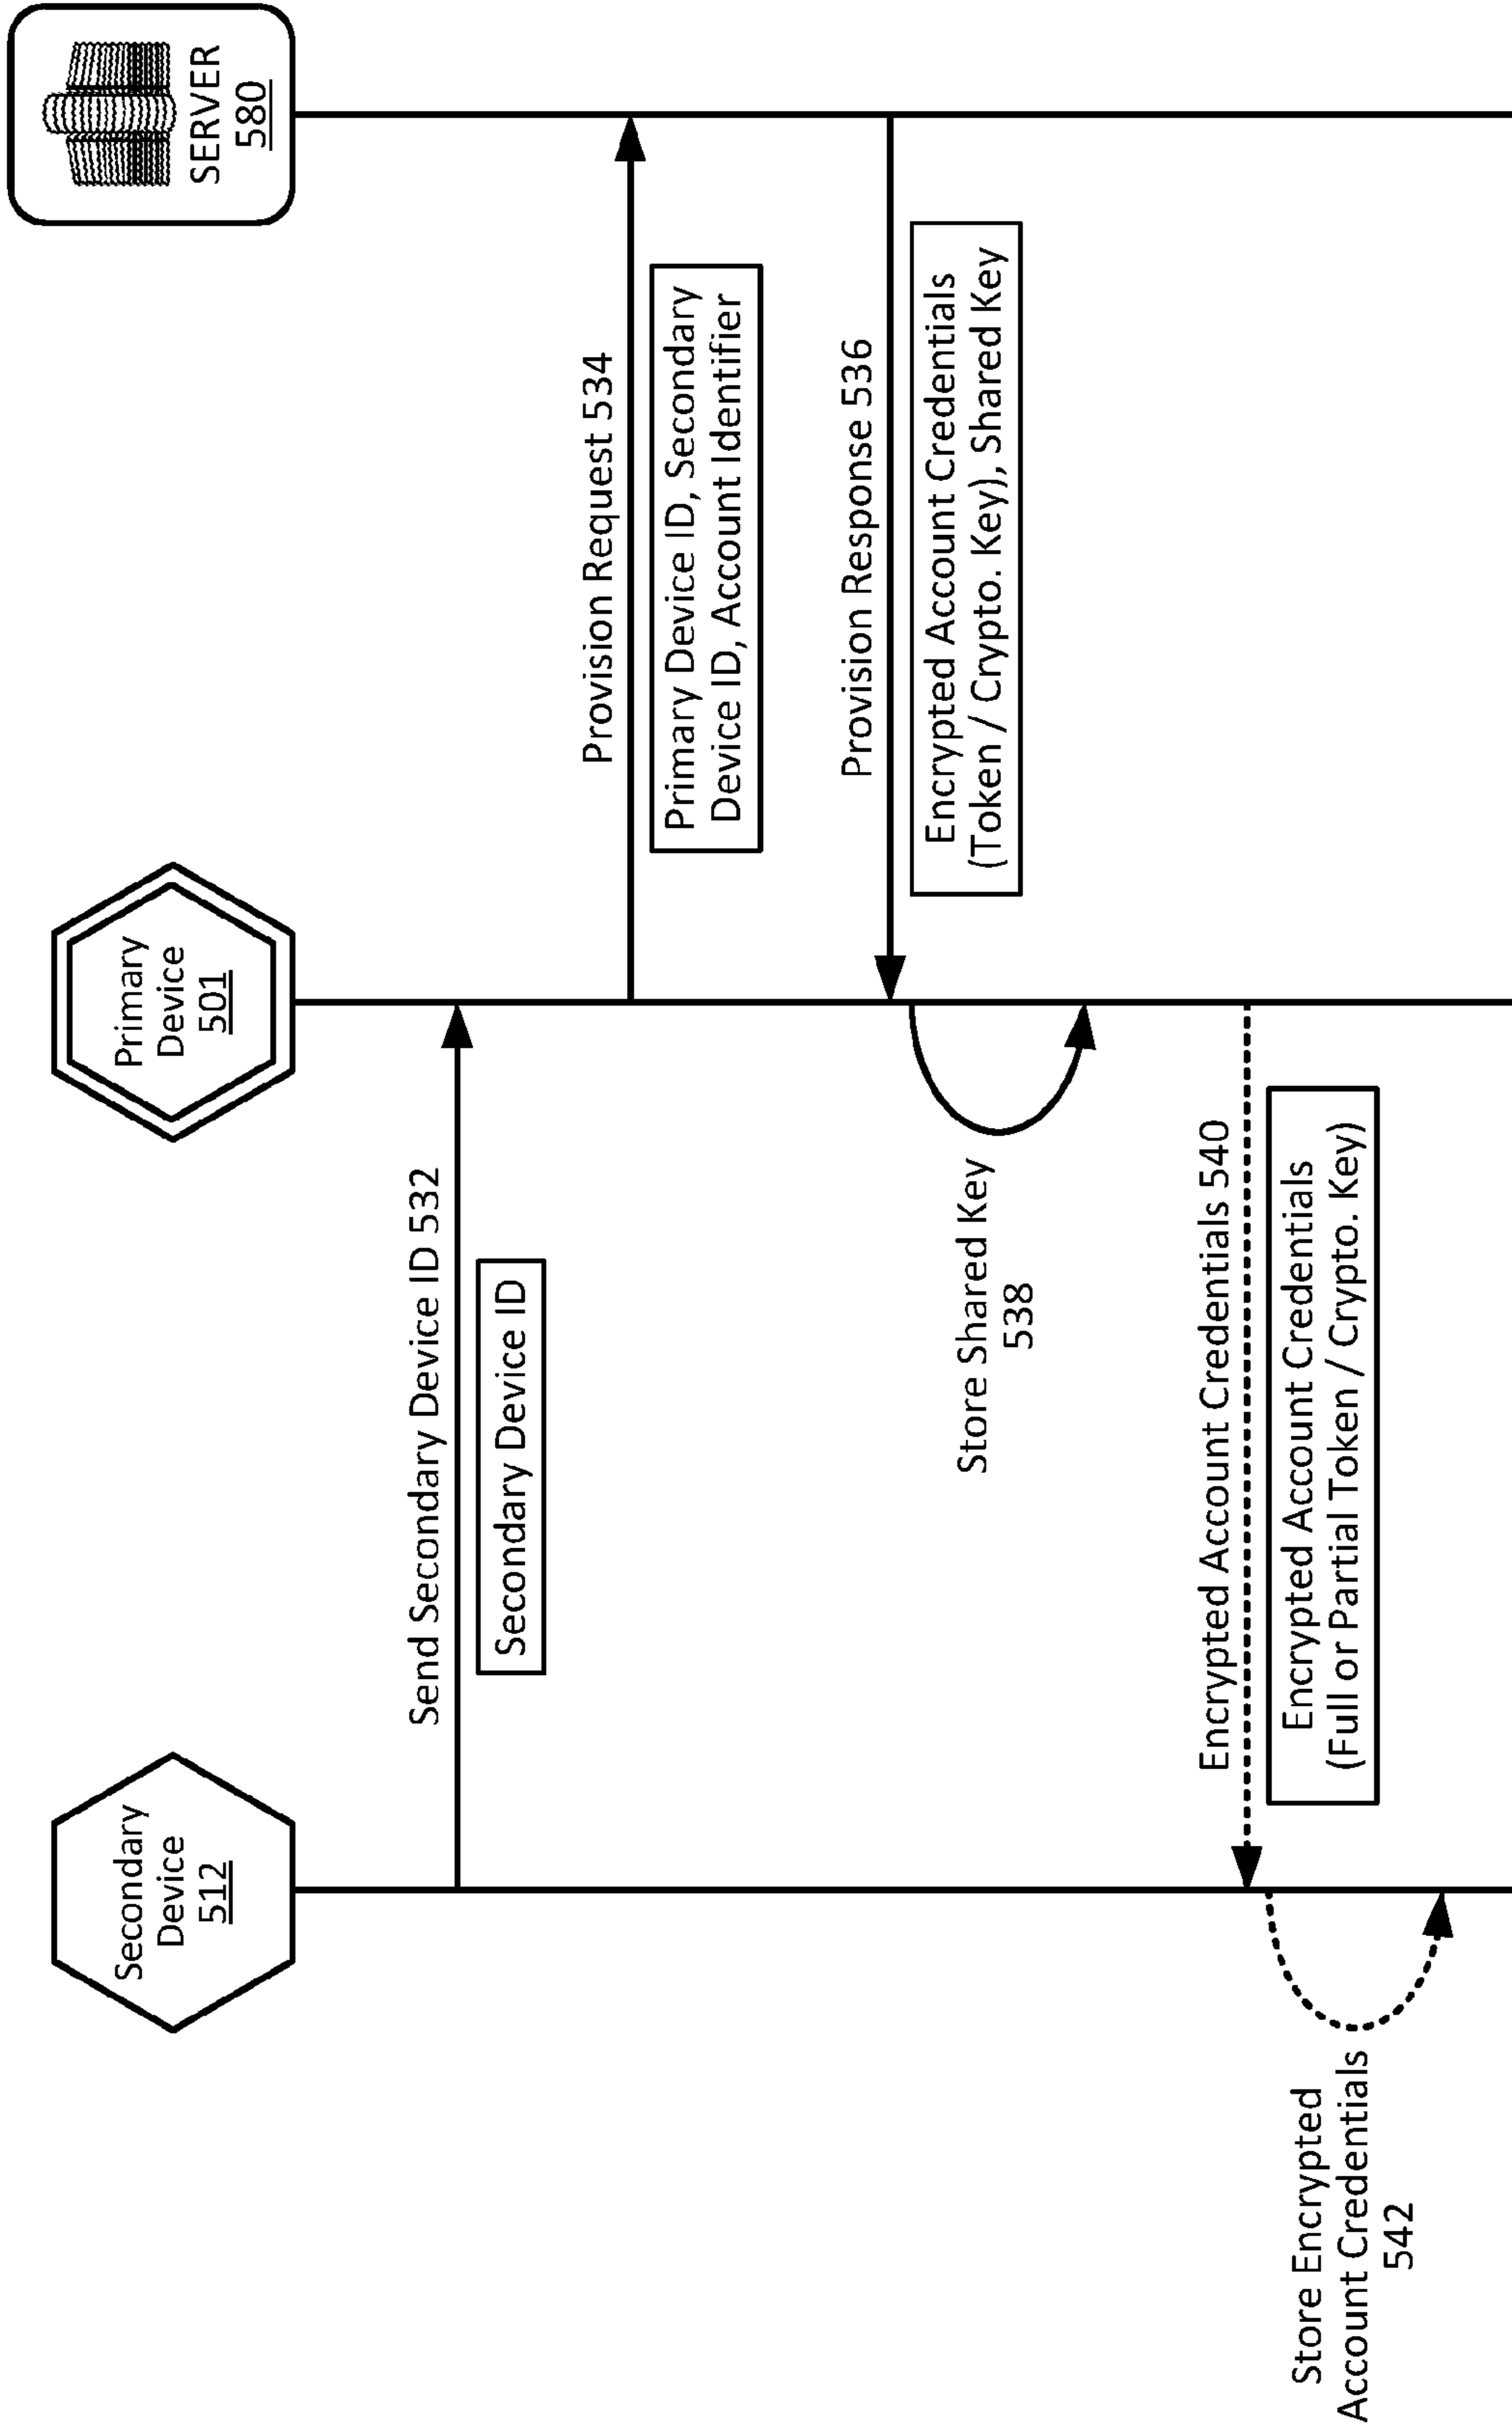 Secondary
Device
512
Primary
Device
501
SERVER
580
Send Secondary Device ID 532
Secondary Device ID
Provision Request 534
Primary Device ID, Secondary
Device ID, Account Identifier
Provision Response 536
Encrypted Account Credentials
(Token / Crypto. Key), Shared Key
Store Shared Key
538
Encrypted Account Credentials 540
Encrypted Account Credentials
(Full or Partial Token / Crypto. Key)
Store Encrypted
Account Credentials
542